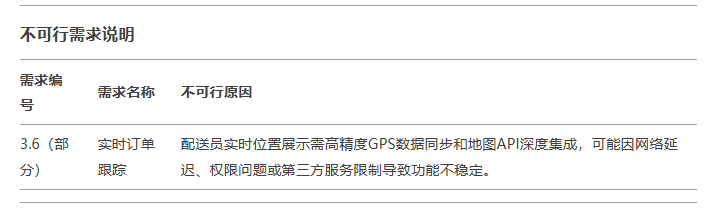 不可行需求说明
需求编
号
需求名称
不可行原因
3.6（部
分）
实时订单
跟踪
配送员实时位置展示需高精度GPS数据同步和地图API深度集成，可能因网络延
迟、权限问题或第三方服务限制导致功能不稳定。